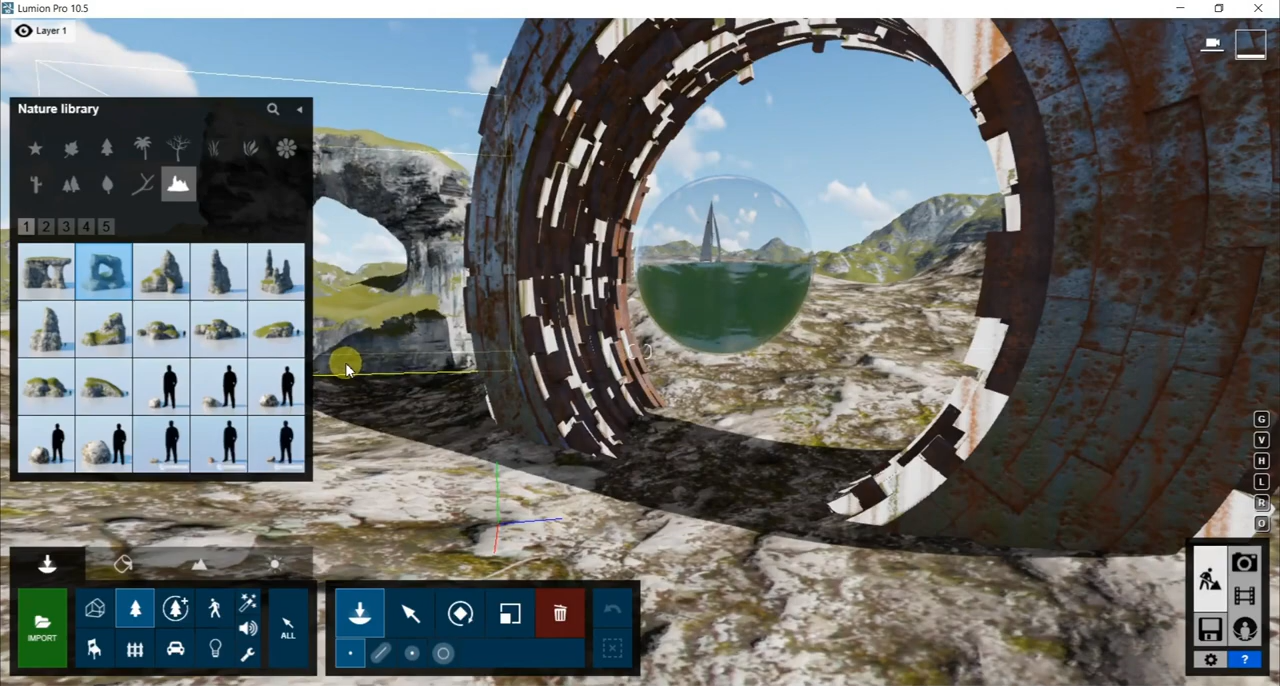 Lumion Pro 10.5
Layer 1
Nature library
1 2 3 4 5
G
V
H
L
R
O
IMPORT
ALL
?